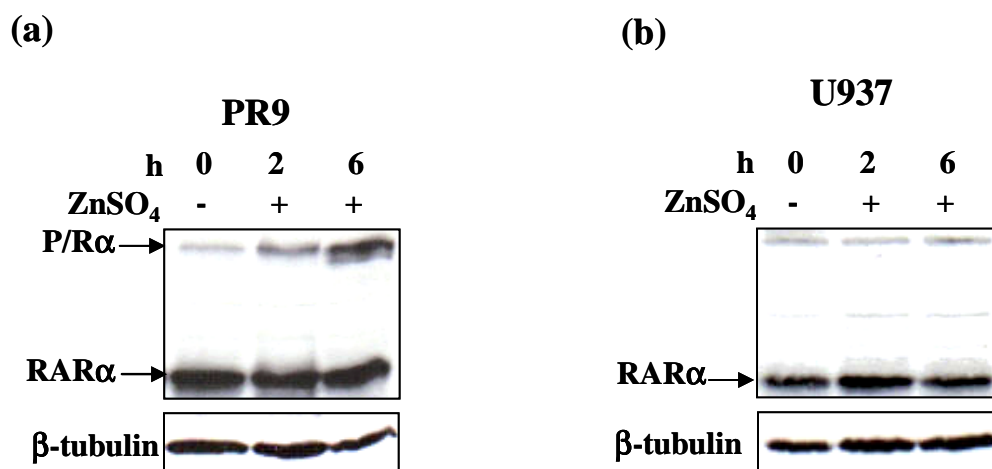 (a)
PR9
h 0 2 6
ZnSO₄ - + +
P/Rα
RARα
β-tubulin
(b)
U937
h 0 2 6
ZnSO₄ - + +
RARα
β-tubulin